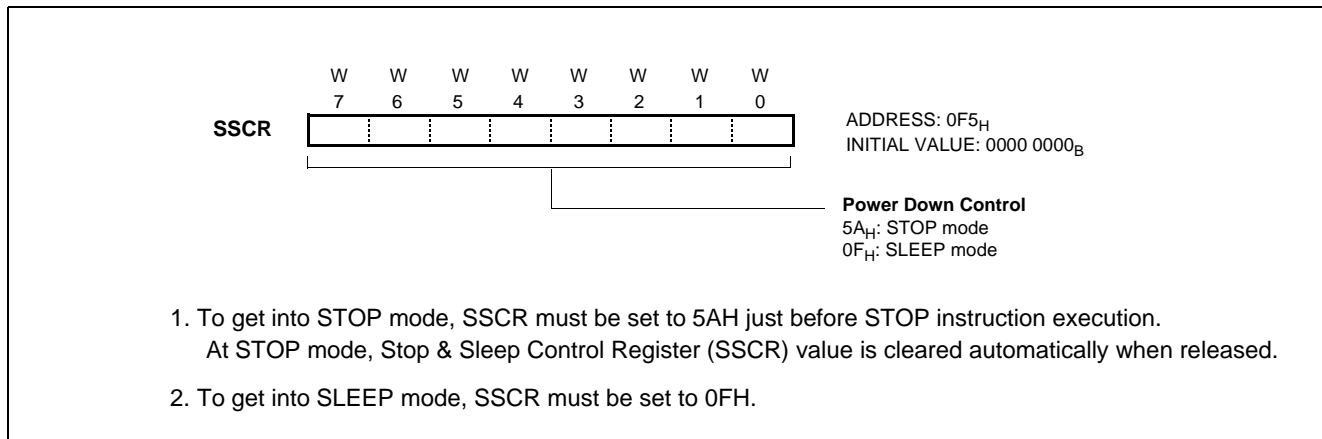 W W W W W W W W
7 6 5 4 3 2 1 0
SSCR
ADDRESS: 0F5H
INITIAL VALUE: 0000 0000B
Power Down Control
5AH: STOP mode
0FH: SLEEP mode
1. To get into STOP mode, SSCR must be set to 5AH just before STOP instruction execution.
At STOP mode, Stop & Sleep Control Register (SSCR) value is cleared automatically when released.
2. To get into SLEEP mode, SSCR must be set to 0FH.